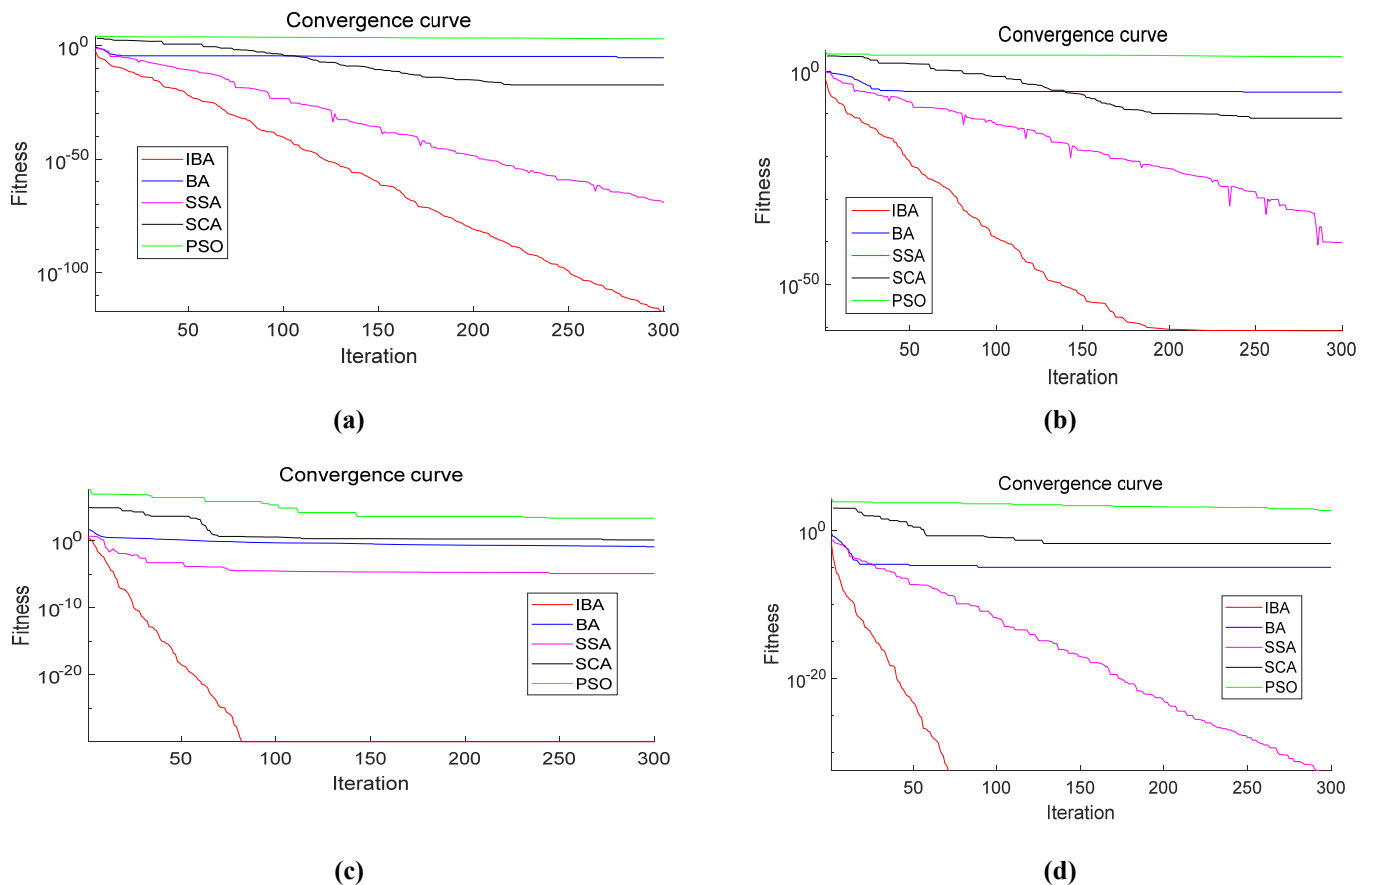 Convergence curve
10^0
10^-50
10^-100
Fitness
IBA
BA
SSA
SCA
PSO
50 100 150 200 250 300
Iteration
(a)
Convergence curve
10^0
10^-50
Fitness
IBA
BA
SSA
SCA
PSO
50 100 150 200 250 300
Iteration
(b)
Convergence curve
10^0
10^-10
10^-20
Fitness
IBA
BA
SSA
SCA
PSO
50 100 150 200 250 300
Iteration
(c)
Convergence curve
10^0
10^-20
Fitness
IBA
BA
SSA
SCA
PSO
50 100 150 200 250 300
Iteration
(d)